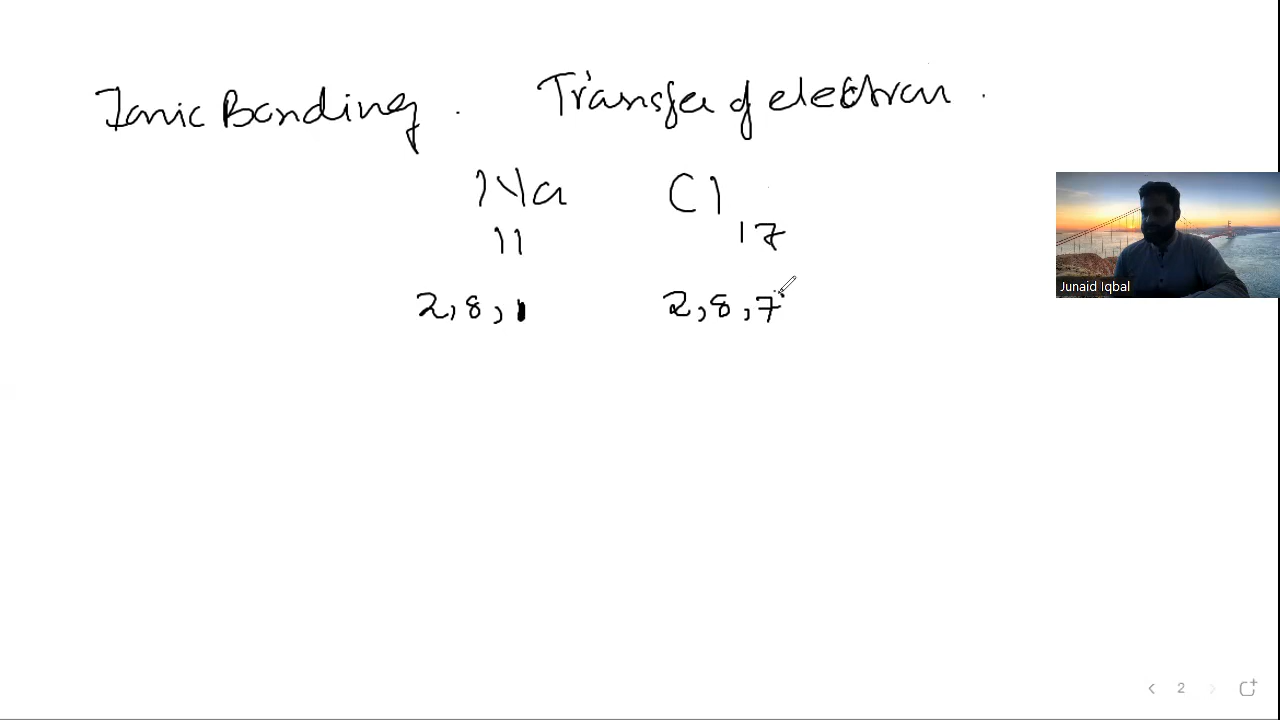 Ionic Bonding. Transfer of electron.
Na Cl
11 17
2,8,1 2,8,7
Junaid Iqbal
2